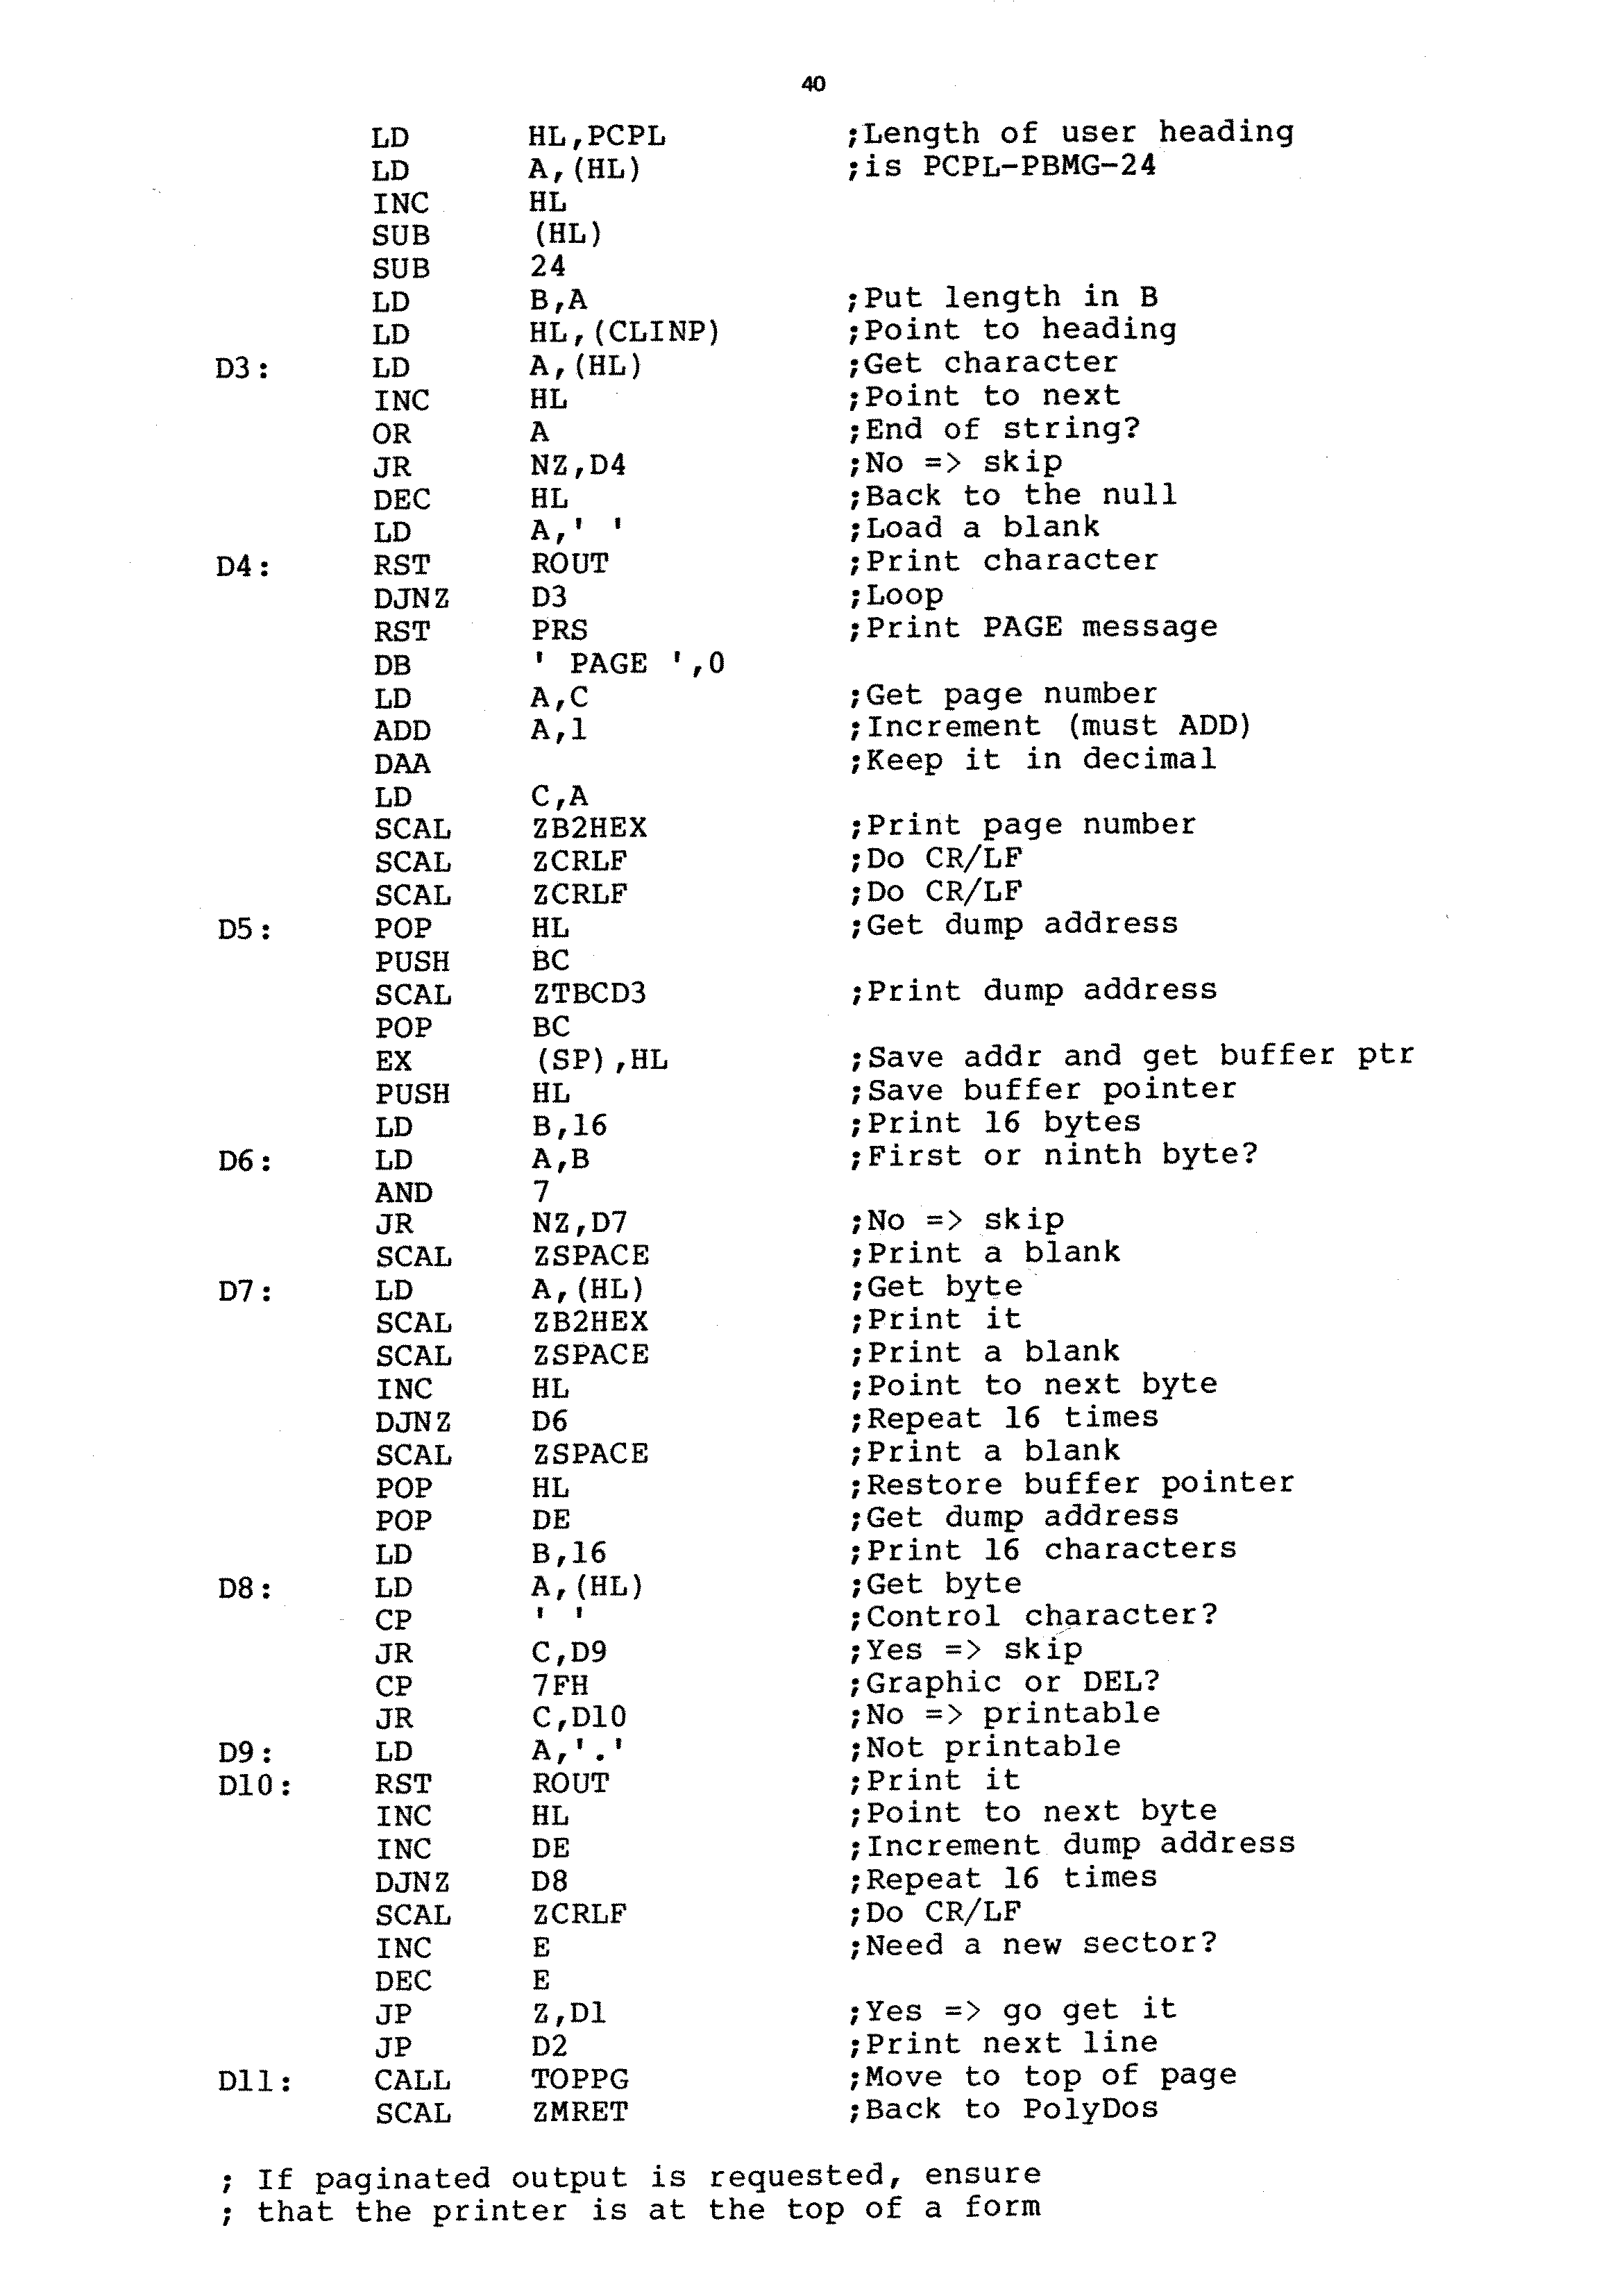 40
LD HL,PCPL ;Length of user heading
LD A,(HL) ;is PCPL-PBMG-24
INC HL
SUB (HL)
SUB 24
LD B,A ;Put length in B
LD HL,(CLINP) ;Point to heading
D3: LD A,(HL) ;Get character
INC HL ;Point to next
OR A ;End of string?
JR NZ,D4 ;No => skip
DEC HL ;Back to the null
LD A,' ' ;Load a blank
D4: RST ROUT ;Print character
DJNZ D3 ;Loop
RST PRS ;Print PAGE message
DB ' PAGE ',0
LD A,C ;Get page number
ADD A,1 ;Increment (must ADD)
DAA ;Keep it in decimal
LD C,A
SCAL ZB2HEX ;Print page number
SCAL ZCRLF ;Do CR/LF
SCAL ZCRLF ;Do CR/LF
D5: POP HL ;Get dump address
PUSH BC
SCAL ZTBCD3 ;Print dump address
POP BC
EX (SP),HL ;Save addr and get buffer ptr
PUSH HL ;Save buffer pointer
LD B,16 ;Print 16 bytes
D6: LD A,B ;First or ninth byte?
AND 7
JR NZ,D7 ;No => skip
SCAL ZSPACE ;Print a blank
D7: LD A,(HL) ;Get byte
SCAL ZB2HEX ;Print it
SCAL ZSPACE ;Print a blank
INC HL ;Point to next byte
DJNZ D6 ;Repeat 16 times
SCAL ZSPACE ;Print a blank
POP HL ;Restore buffer pointer
POP DE ;Get dump address
LD B,16 ;Print 16 characters
D8: LD A,(HL) ;Get byte
CP ' ' ;Control character?
JR C,D9 ;Yes => skip
CP 7FH ;Graphic or DEL?
JR C,D10 ;No => printable
D9: LD A,'.' ;Not printable
D10: RST ROUT ;Print it
INC HL ;Point to next byte
INC DE ;Increment dump address
DJNZ D8 ;Repeat 16 times
SCAL ZCRLF ;Do CR/LF
INC E ;Need a new sector?
DEC E
JP Z,D1 ;Yes => go get it
JP D2 ;Print next line
D11: CALL TOPPG ;Move to top of page
SCAL ZMRET ;Back to PolyDos
; If paginated output is requested, ensure
; that the printer is at the top of a form